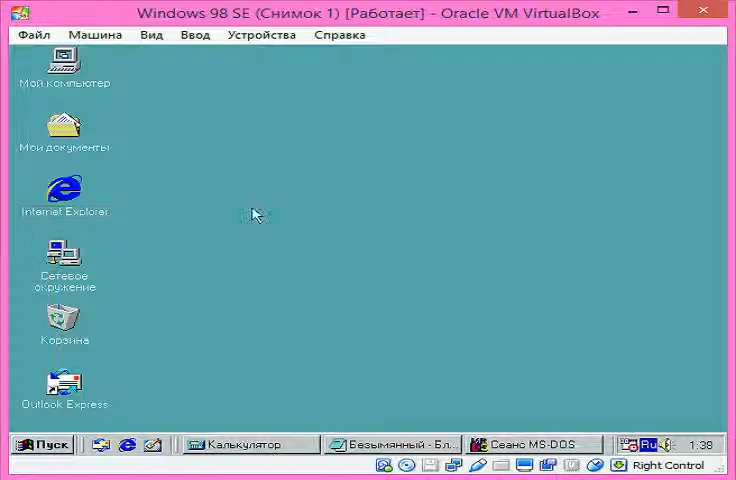 Windows 98 SE (Снимок 1) [Работает] - Oracle VM VirtualBox
Файл Машина Вид Ввод Устройства Справка
Мой компьютер
Мои документы
Internet Explorer
Сетевое
окружение
Корзина
Outlook Express
Пуск Калькулятор Безымянный - Бл... Сеанс MS-DOS Ru 1:38
Right Control